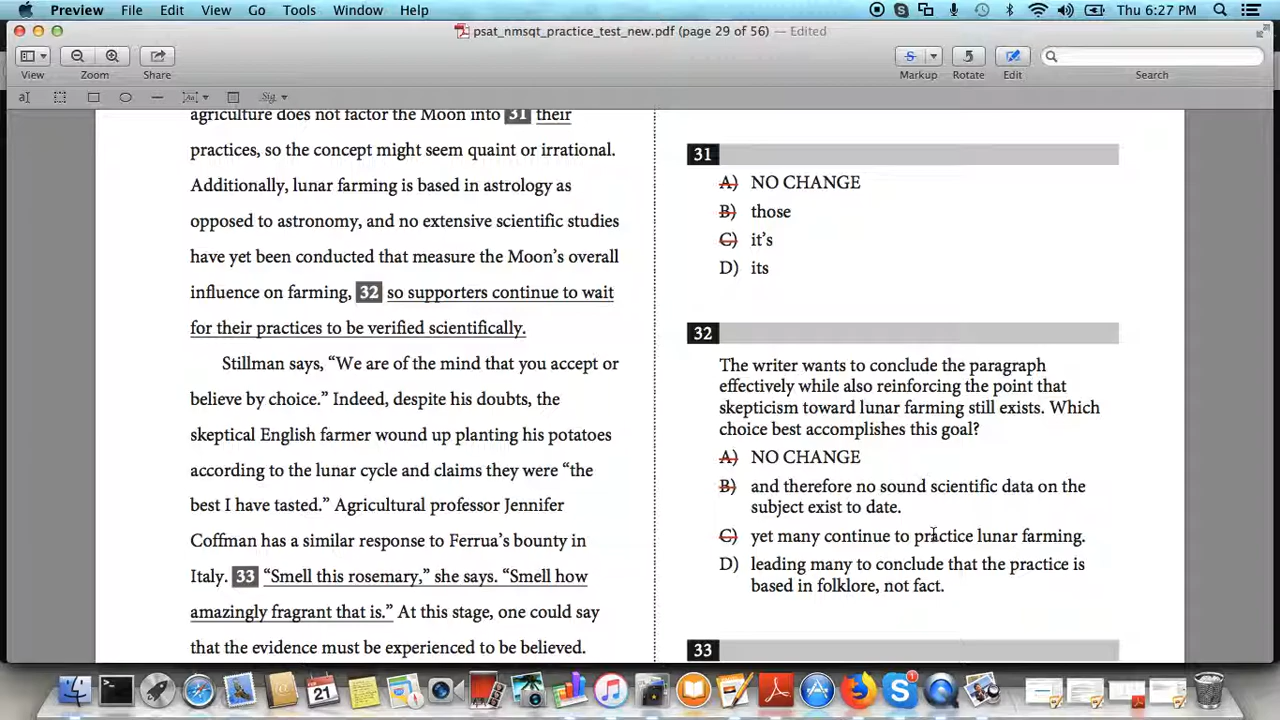 Preview File Edit View Go Tools Window Help
Thu 6:27 PM
psat_nmsqt_practice_test_new.pdf (page 29 of 56) — Edited
View Zoom Share Markup Rotate Edit Search
Sig
agriculture does not factor the Moon into 31 their
practices, so the concept might seem quaint or irrational.
Additionally, lunar farming is based in astrology as
opposed to astronomy, and no extensive scientific studies
have yet been conducted that measure the Moon's overall
influence on farming, 32 so supporters continue to wait
for their practices to be verified scientifically.
Stillman says, "We are of the mind that you accept or
believe by choice." Indeed, despite his doubts, the
skeptical English farmer wound up planting his potatoes
according to the lunar cycle and claims they were "the
best I have tasted." Agricultural professor Jennifer
Coffman has a similar response to Ferrua's bounty in
Italy. 33 "Smell this rosemary," she says. "Smell how
amazingly fragrant that is." At this stage, one could say
that the evidence must be experienced to be believed.
31
A) NO CHANGE
B) those
C) it's
D) its
32
The writer wants to conclude the paragraph
effectively while also reinforcing the point that
skepticism toward lunar farming still exists. Which
choice best accomplishes this goal?
A) NO CHANGE
B) and therefore no sound scientific data on the
subject exist to date.
C) yet many continue to practice lunar farming.
D) leading many to conclude that the practice is
based in folklore, not fact.
33